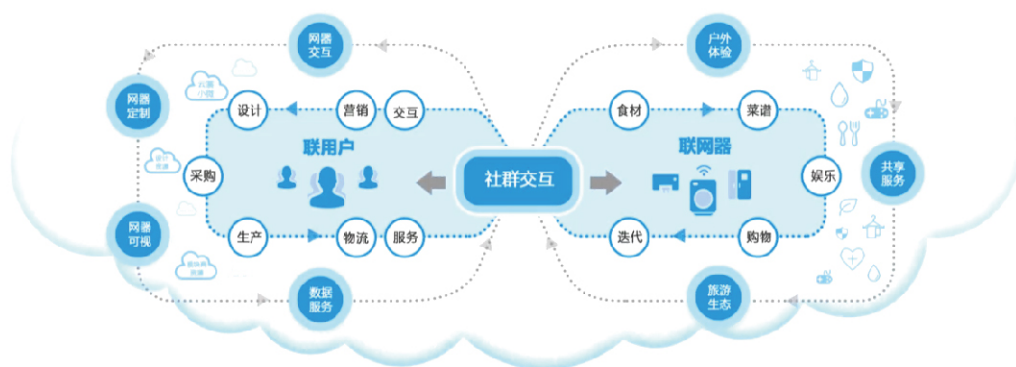 网器
交互
户外
体验
网器
定制
设计
营销
交互
食材
菜谱
联用户
联网器
采购
社群交互
娱乐
共享
服务
网器
可视
生产
物流
服务
迭代
购物
数据
服务
旅游
生态